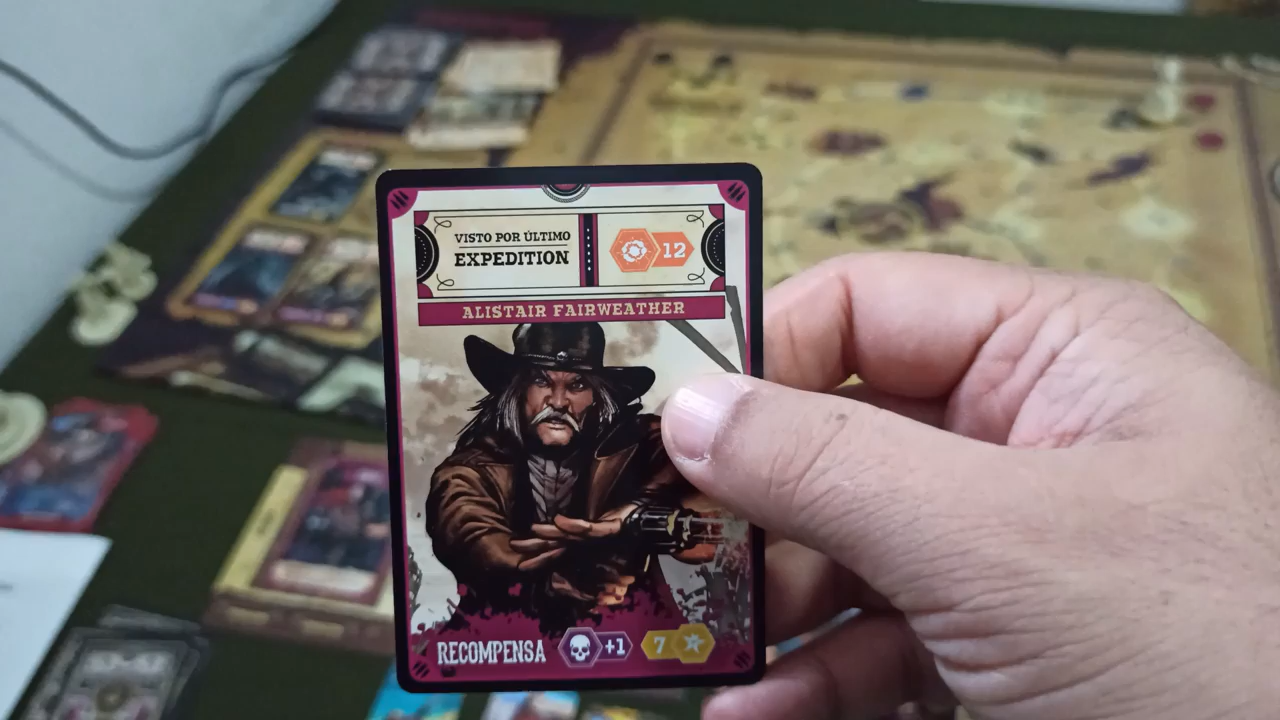 VISTO POR ÚLTIMO
EXPEDITION
12
ALISTAIR FAIRWEATHER
RECOMPENSA
+1
7